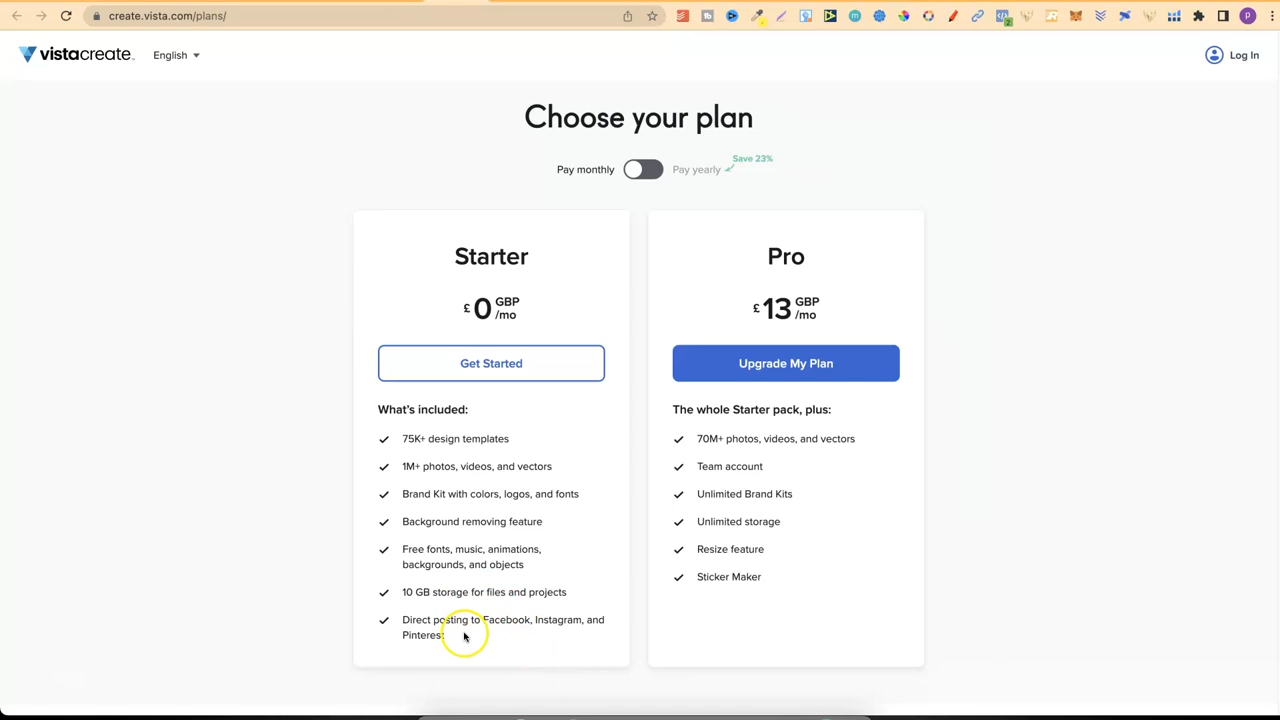 create.vista.com/plans/
vistacreate
English
Log In
Choose your plan
Pay monthly
Pay yearly
Save 23%
Starter
£ 0 GBP /mo
Get Started
What's included:
75K+ design templates
1M+ photos, videos, and vectors
Brand Kit with colors, logos, and fonts
Background removing feature
Free fonts, music, animations,
backgrounds, and objects
10 GB storage for files and projects
Direct posting to Facebook, Instagram, and
Pinterest
Pro
£ 13 GBP /mo
Upgrade My Plan
The whole Starter pack, plus:
70M+ photos, videos, and vectors
Team account
Unlimited Brand Kits
Unlimited storage
Resize feature
Sticker Maker